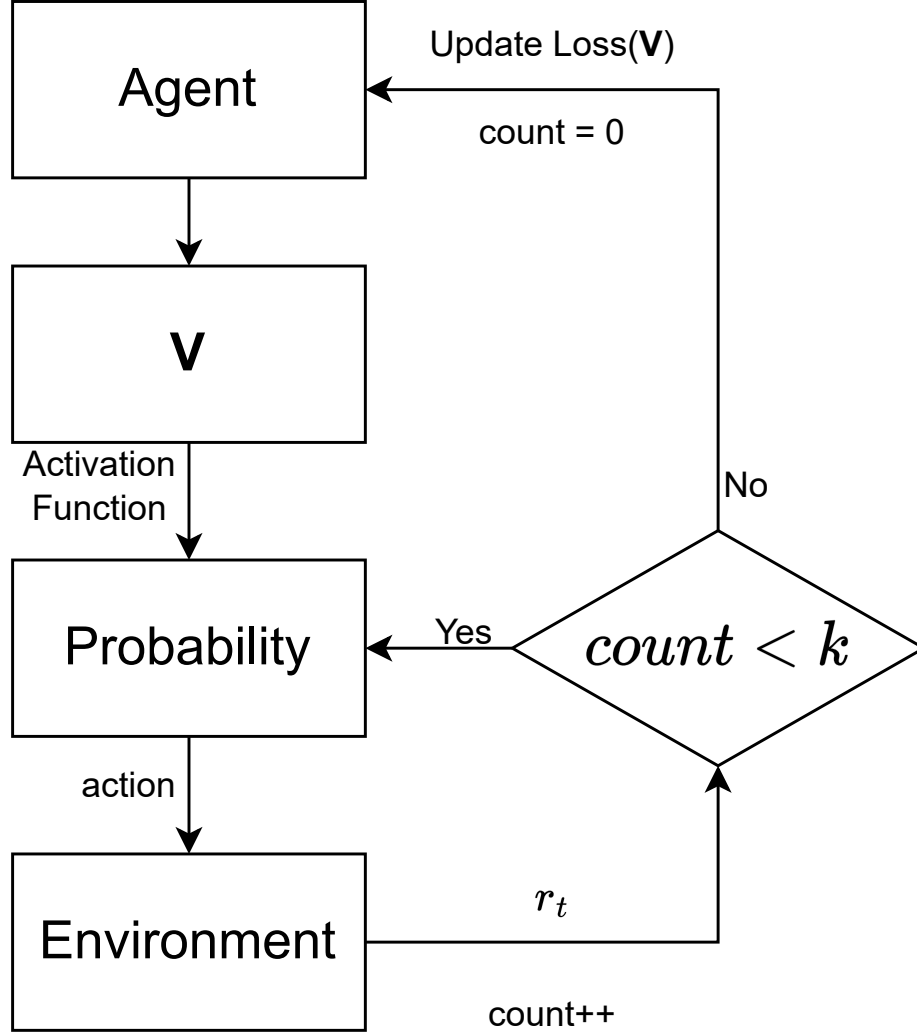 Agent
Update Loss(V)
count = 0
V
Activation
Function
No
Probability
Yes
count < k
action
Environment
r_t
count++